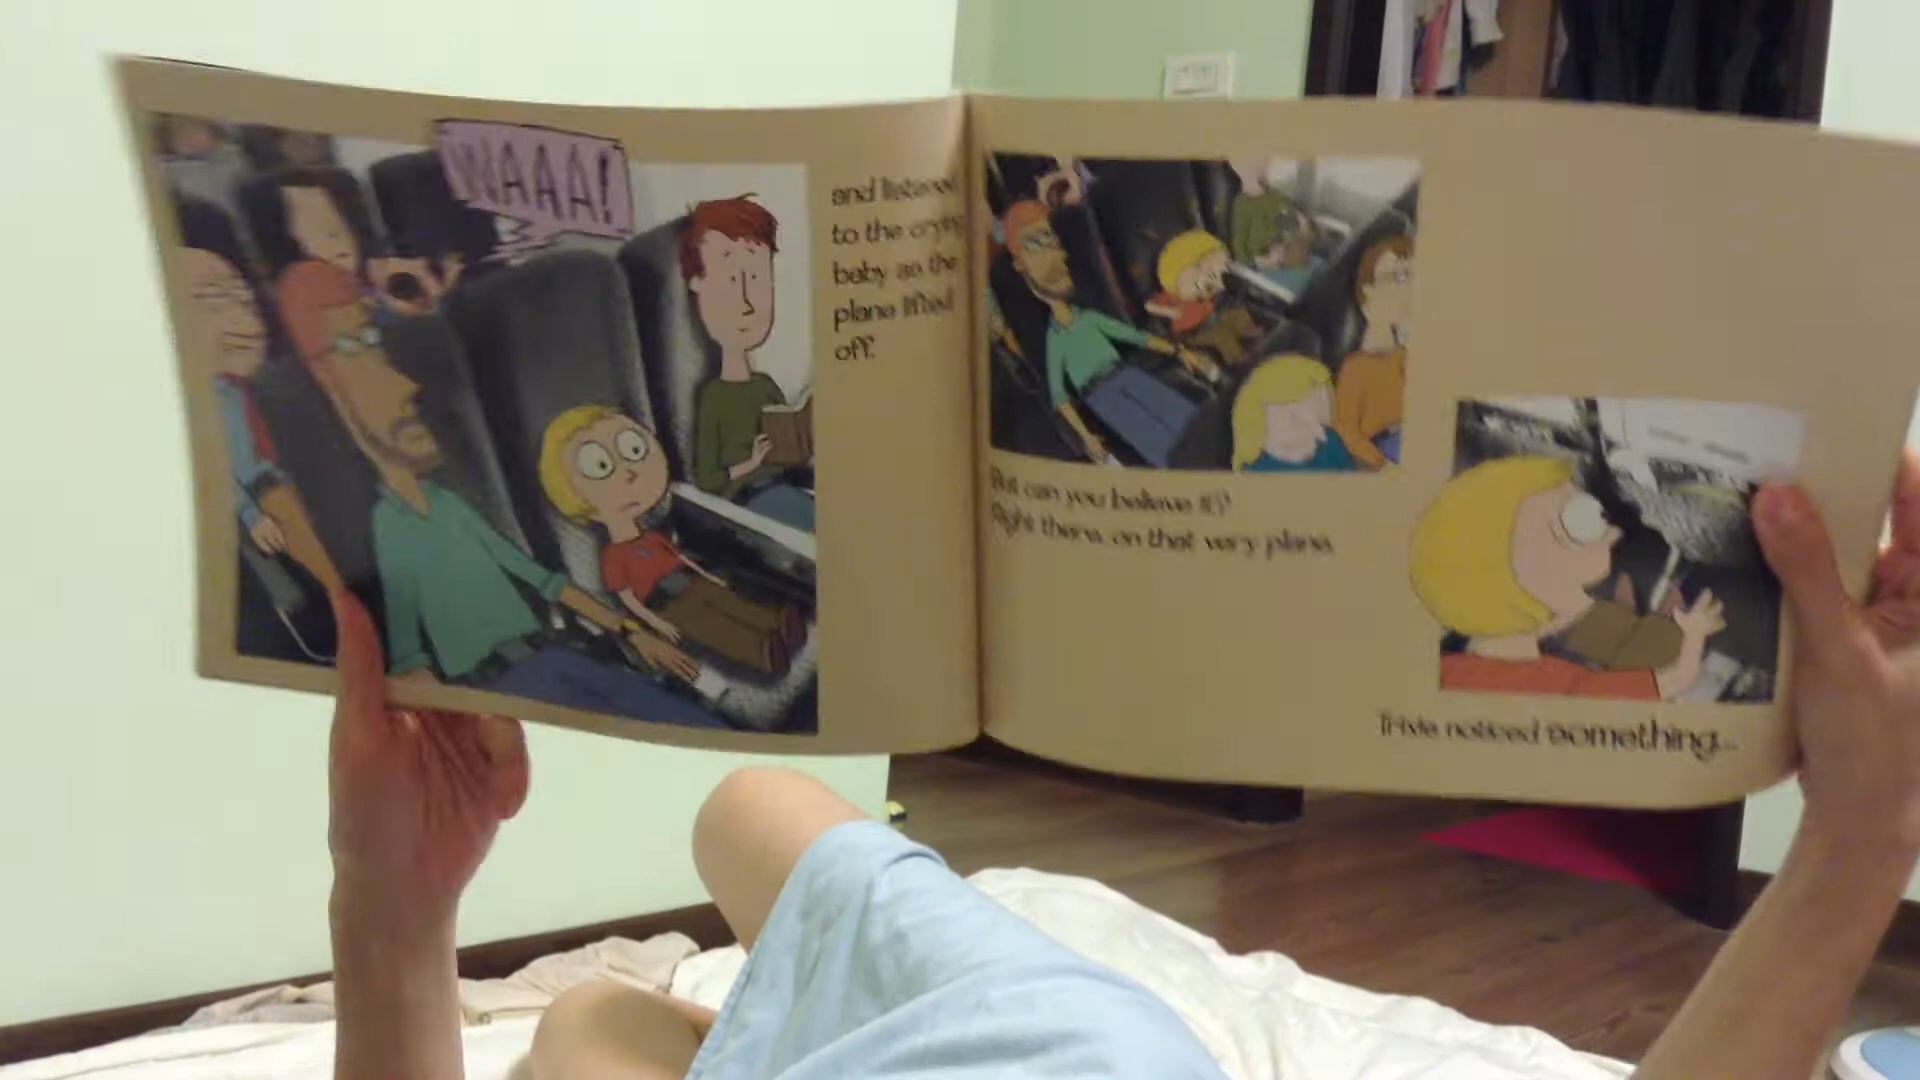 WAAA!
and listened
to the crying
baby as the
plane lifted
off.
But can you believe it?
Right there, on that very plane,
Trixie noticed something...